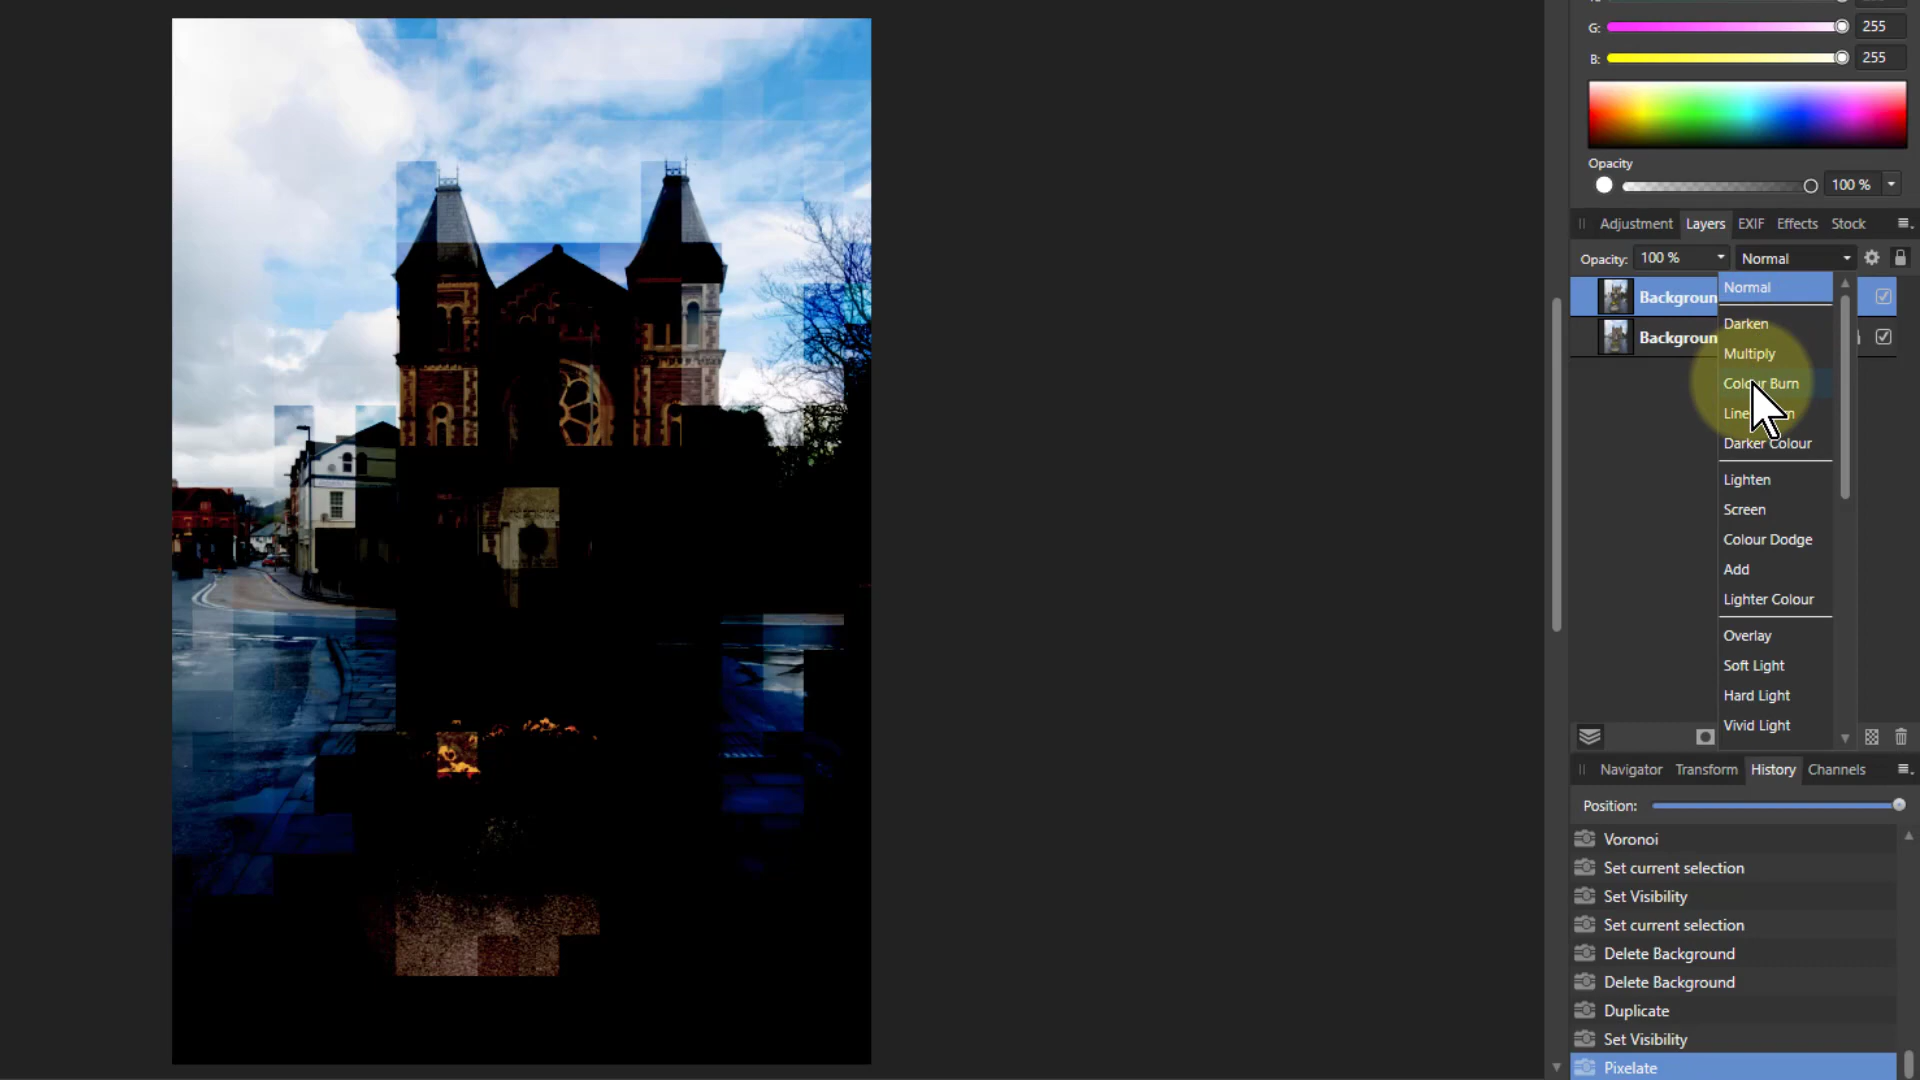 G:
255
B:
255
Opacity
100 %
Adjustment Layers EXIF Effects Stock
Opacity: 100 % Normal
Backgroun
Backgroun
Normal
Darken
Multiply
Colour Burn
Darker Colour
Lighten
Screen
Colour Dodge
Add
Lighter Colour
Overlay
Soft Light
Hard Light
Vivid Light
Navigator Transform History Channels
Position:
Voronoi
Set current selection
Set Visibility
Set current selection
Delete Background
Delete Background
Duplicate
Set Visibility
Pixelate